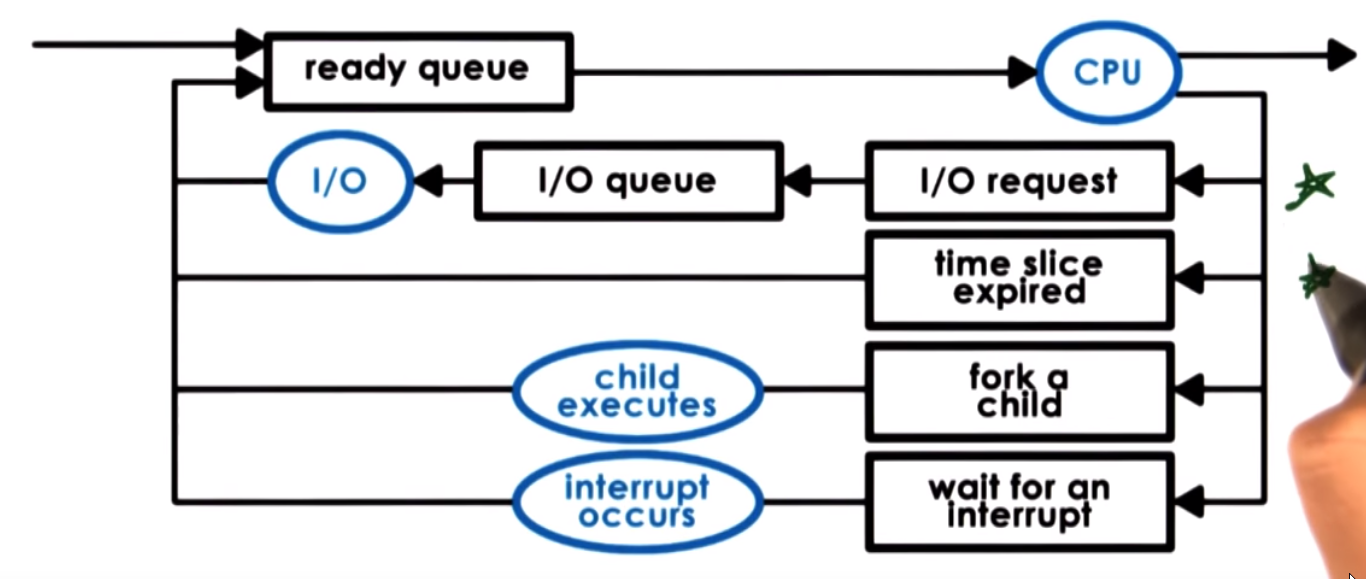 ready queue
CPU
I/O
I/O queue
I/O request
time slice
expired
child
executes
fork a
child
interrupt
occurs
wait for an
interrupt